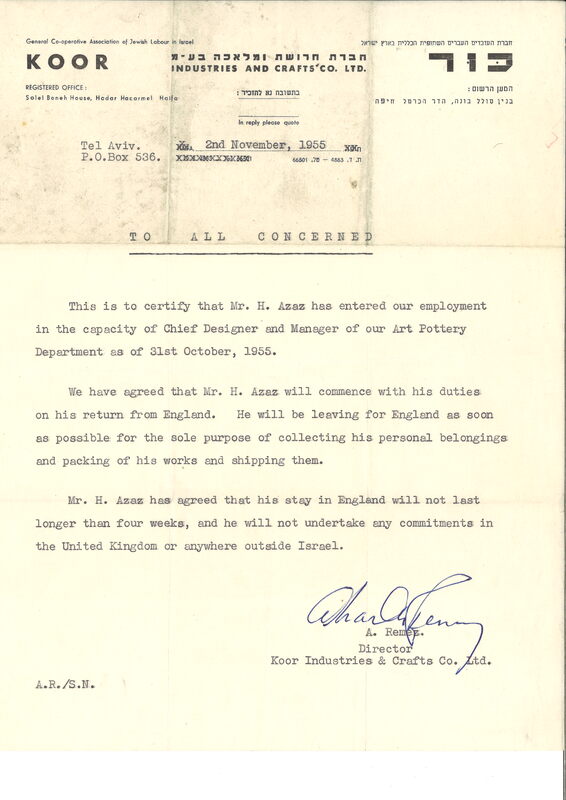 General Co-operative Association of Jewish Labour in Israel
חברת העובדים העברים השתופית הכללית בארץ ישראל
KOOR
חברת חרושת ומלאכה בע-מ
INDUSTRIES AND CRAFTS CO. LTD.
כור
REGISTERED OFFICE :
Solel Boneh House, Hadar Hacarmel Haifa
המען הרשום :
בנין סולל בונה, הדר הכרמל חיפה
בתשובה נא להזכיר :
In reply please quote
Tel Aviv.
P.O.Box 536.
2nd November, 1955
ת. ד. 4863 — .70 66801
TO ALL CONCERNED
This is to certify that Mr. H. Azaz has entered our employment
in the capacity of Chief Designer and Manager of our Art Pottery
Department as of 31st October, 1955.
We have agreed that Mr. H. Azaz will commence with his duties
on his return from England. He will be leaving for England as soon
as possible for the sole purpose of collecting his personal belongings
and packing of his works and shipping them.
Mr. H. Azaz has agreed that his stay in England will not last
longer than four weeks, and he will not undertake any commitments in
the United Kingdom or anywhere outside Israel.
A. Remez.
Director
Koor Industries & Crafts Co. Ltd.
A.R./S.N.